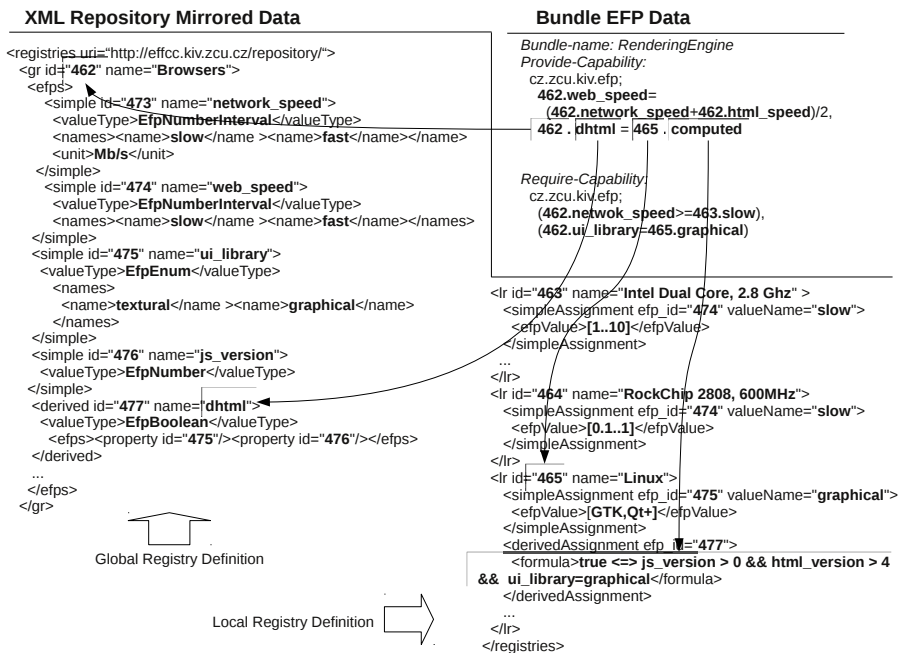 XML Repository Mirrored Data
<registries uri=“http://effcc.kiv.zcu.cz/repository/“>
<gr id="462" name="Browsers">
<efps>
<simple id="473" name="network_speed">
<valueType>EfpNumberInterval</valueType>
<names><name>slow</name ><name>fast</name></names>
<unit>Mb/s</unit>
</simple>
<simple id="474" name="web_speed">
<valueType>EfpNumberInterval</valueType>
<names><name>slow</name ><name>fast</name></names>
</simple>
<simple id="475" name="ui_library">
<valueType>EfpEnum</valueType>
<names>
<name>textural</name ><name>graphical</name>
</names>
</simple>
<simple id="476" name="js_version">
<valueType>EfpNumber</valueType>
</simple>
<derived id="477" name="dhtml">
<valueType>EfpBoolean</valueType>
<efps><property id="475"/><property id="476"/></efps>
</derived>
...
</efps>
</gr>
Global Registry Definition
Local Registry Definition
Bundle EFP Data
Bundle-name: RenderingEngine
Provide-Capability:
cz.zcu.kiv.efp;
462.web_speed=
(462.network_speed+462.html_speed)/2,
462 . dhtml = 465 . computed
Require-Capability:
cz.zcu.kiv.efp;
(462.netwok_speed>=463.slow),
(462.ui_library=465.graphical)
<lr id="463" name="Intel Dual Core, 2.8 Ghz" >
<simpleAssignment efp_id="474" valueName="slow">
<efpValue>[1..10]</efpValue>
</simpleAssignment>
...
</lr>
<lr id="464" name="RockChip 2808, 600MHz">
<simpleAssignment efp_id="474" valueName="slow">
<efpValue>[0.1..1]</efpValue>
</simpleAssignment>
</lr>
<lr id="465" name="Linux">
<simpleAssignment efp_id="475" valueName="graphical">
<efpValue>[GTK,Qt+]</efpValue>
</simpleAssignment>
<derivedAssignment efp_id="477">
<formula>true <=> js_version > 0 && html_version > 4
&& ui_library=graphical</formula>
</derivedAssignment>
...
</lr>
</registries>